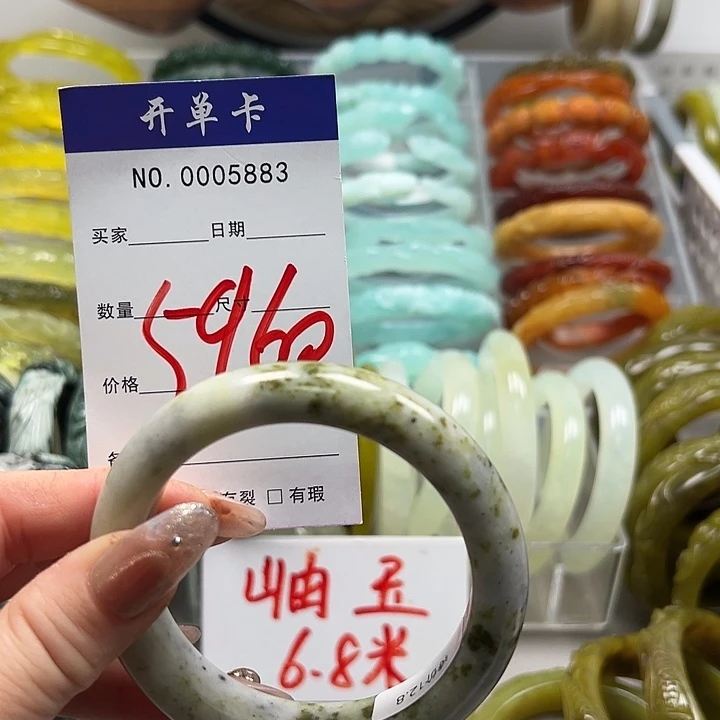 开单卡
NO.0005883
买家 日期
数量 尺寸
5960
价格
有裂 □ 有瑕
岫玉
6.8米